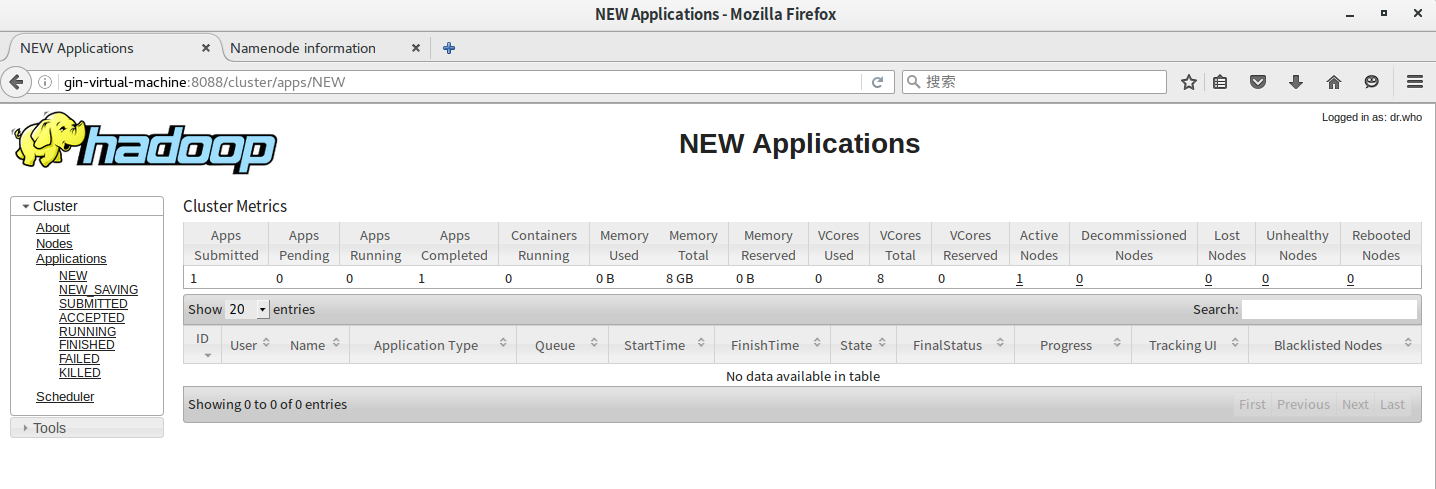 NEW Applications - Mozilla Firefox
NEW Applications
Namenode information
gin-virtual-machine:8088/cluster/apps/NEW
搜索
hadoop
NEW Applications
Logged in as: dr.who
Cluster
About
Nodes
Applications
NEW
NEW_SAVING
SUBMITTED
ACCEPTED
RUNNING
FINISHED
FAILED
KILLED
Scheduler
Tools
Cluster Metrics
Apps Submitted Apps Pending Apps Running Apps Completed Containers Running Memory Used Memory Total Memory Reserved VCores Used VCores Total VCores Reserved Active Nodes Decommissioned Nodes Lost Nodes Unhealthy Nodes Rebooted Nodes
1 0 0 1 0 0 B 8 GB 0 B 0 8 0 1 0 0 0 0
Show 20 entries Search:
ID User Name Application Type Queue StartTime FinishTime State FinalStatus Progress Tracking UI Blacklisted Nodes
No data available in table
Showing 0 to 0 of 0 entries First Previous Next Last